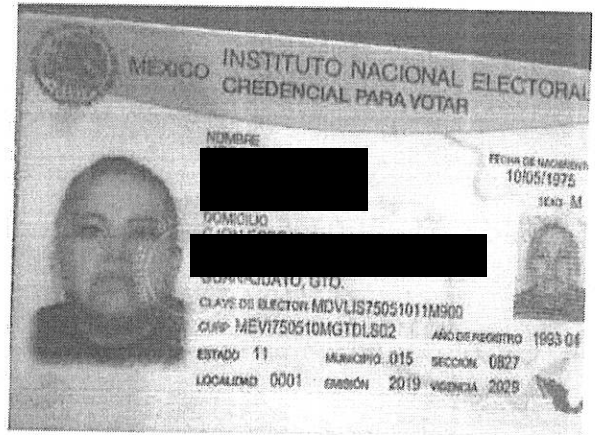 MÉXICO INSTITUTO NACIONAL ELECTORAL
CREDENCIAL PARA VOTAR
NOMBRE
FECHA DE NACIMIENTO
10/05/1975
SEXO M
DOMICILIO
GUANAJUATO, GTO.
CLAVE DE ELECTOR MDVLIS75051011M900
CURP MEVI750510MGTDLS02 AÑO DE REGISTRO 1993 01
ESTADO 11 MUNICIPIO 015 SECCIÓN 0827
LOCALIDAD 0001 EMISIÓN 2019 VIGENCIA 2029